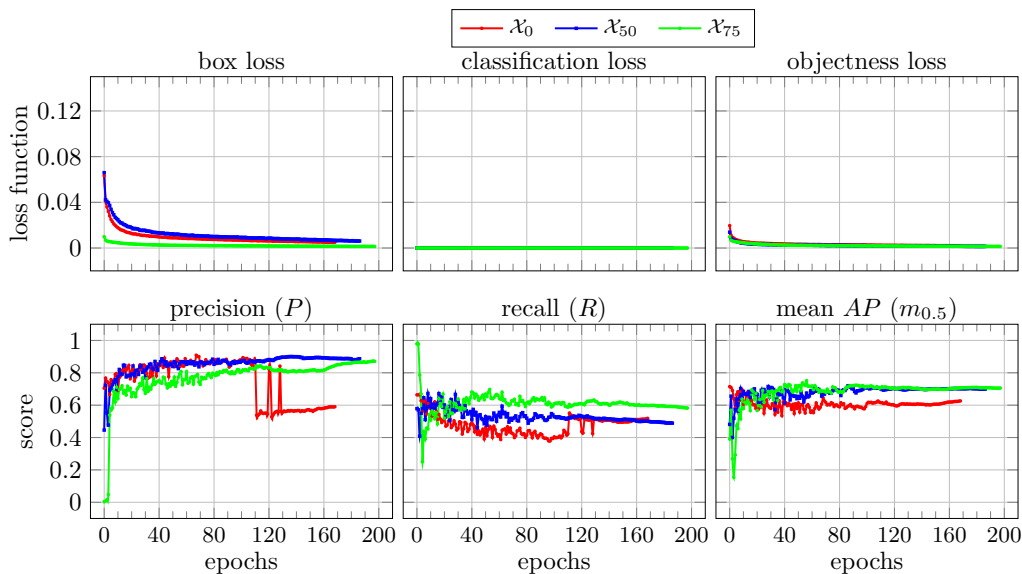 𝒳₀ 𝒳₅₀ 𝒳₇₅
box loss classification loss objectness loss
0.12
0.08
0.04
0
loss function
precision (P) recall (R) mean AP (m₀.₅)
1
0.8
0.6
0.4
0.2
0
score
0 40 80 120 160 200 0 40 80 120 160 200 0 40 80 120 160 200
epochs epochs epochs